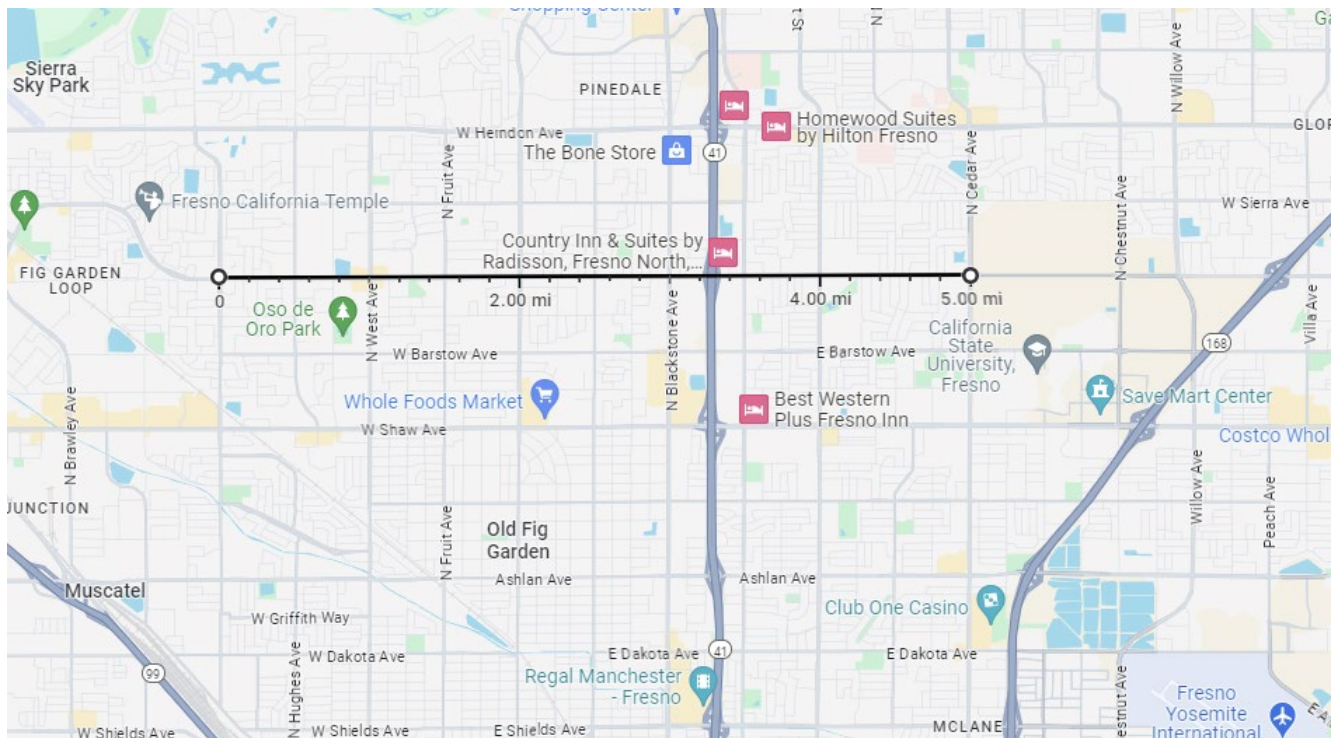 Shopping Center
Sierra
Sky Park
PINEDALE
N Willow Ave
W Herndon Ave
The Bone Store
41
Homewood Suites
by Hilton Fresno
GLOR
N Fruit Ave
N Cedar Ave
Fresno California Temple
N Chestnut Ave
W Sierra Ave
Country Inn & Suites by
Radisson, Fresno North,...
FIG GARDEN
LOOP
0
2.00 mi
4.00 mi
5.00 mi
Oso de
Oro Park
N West Ave
N Blackstone Ave
W Barstow Ave
E Barstow Ave
California
State
University,
Fresno
168
Villa Ave
N Brawley Ave
Whole Foods Market
Best Western
Plus Fresno Inn
Save Mart Center
W Shaw Ave
Costco Whol
JUNCTION
N Fruit Ave
Old Fig
Garden
Willow Ave
Peach Ave
Muscatel
Ashlan Ave
Ashlan Ave
W Griffith Way
Club One Casino
N Hughes Ave
W Dakota Ave
E Dakota Ave
41
E Dakota Ave
99
Regal Manchester
- Fresno
W Shields Ave
W Shields Ave
E Shields Ave
MCLANE
estnut Ave
Fresno
Yosemite
International